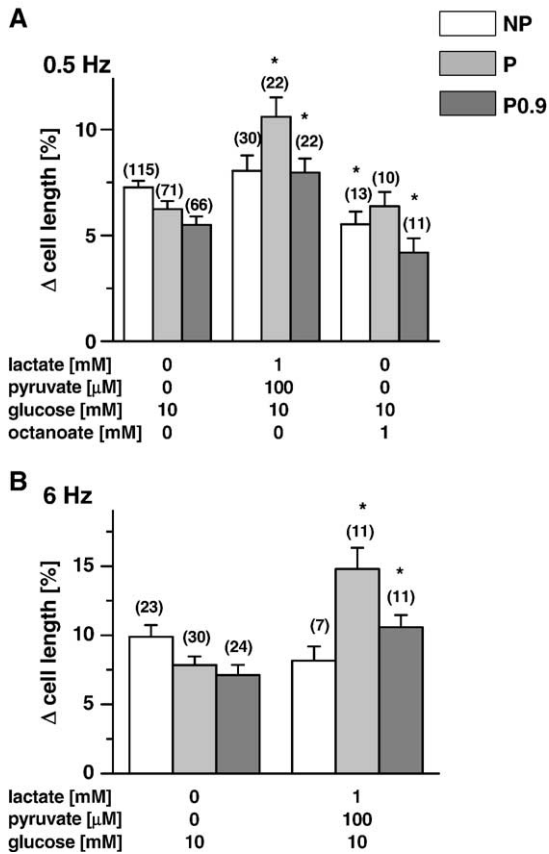 A
0.5 Hz
NP
P
P0.9
* 
(22) *
(115) (71) (66) (30) (22) * (13) (10) * (11)
10
5
0
Δ cell length [%]
lactate [mM] 0 1 0
pyruvate [μM] 0 100 0
glucose [mM] 10 10 10
octanoate [mM] 0 0 1
B
6 Hz
*
(11) *
(23) (30) (24) (7) (11)
15
10
5
0
Δ cell length [%]
lactate [mM] 0 1
pyruvate [μM] 0 100
glucose [mM] 10 10